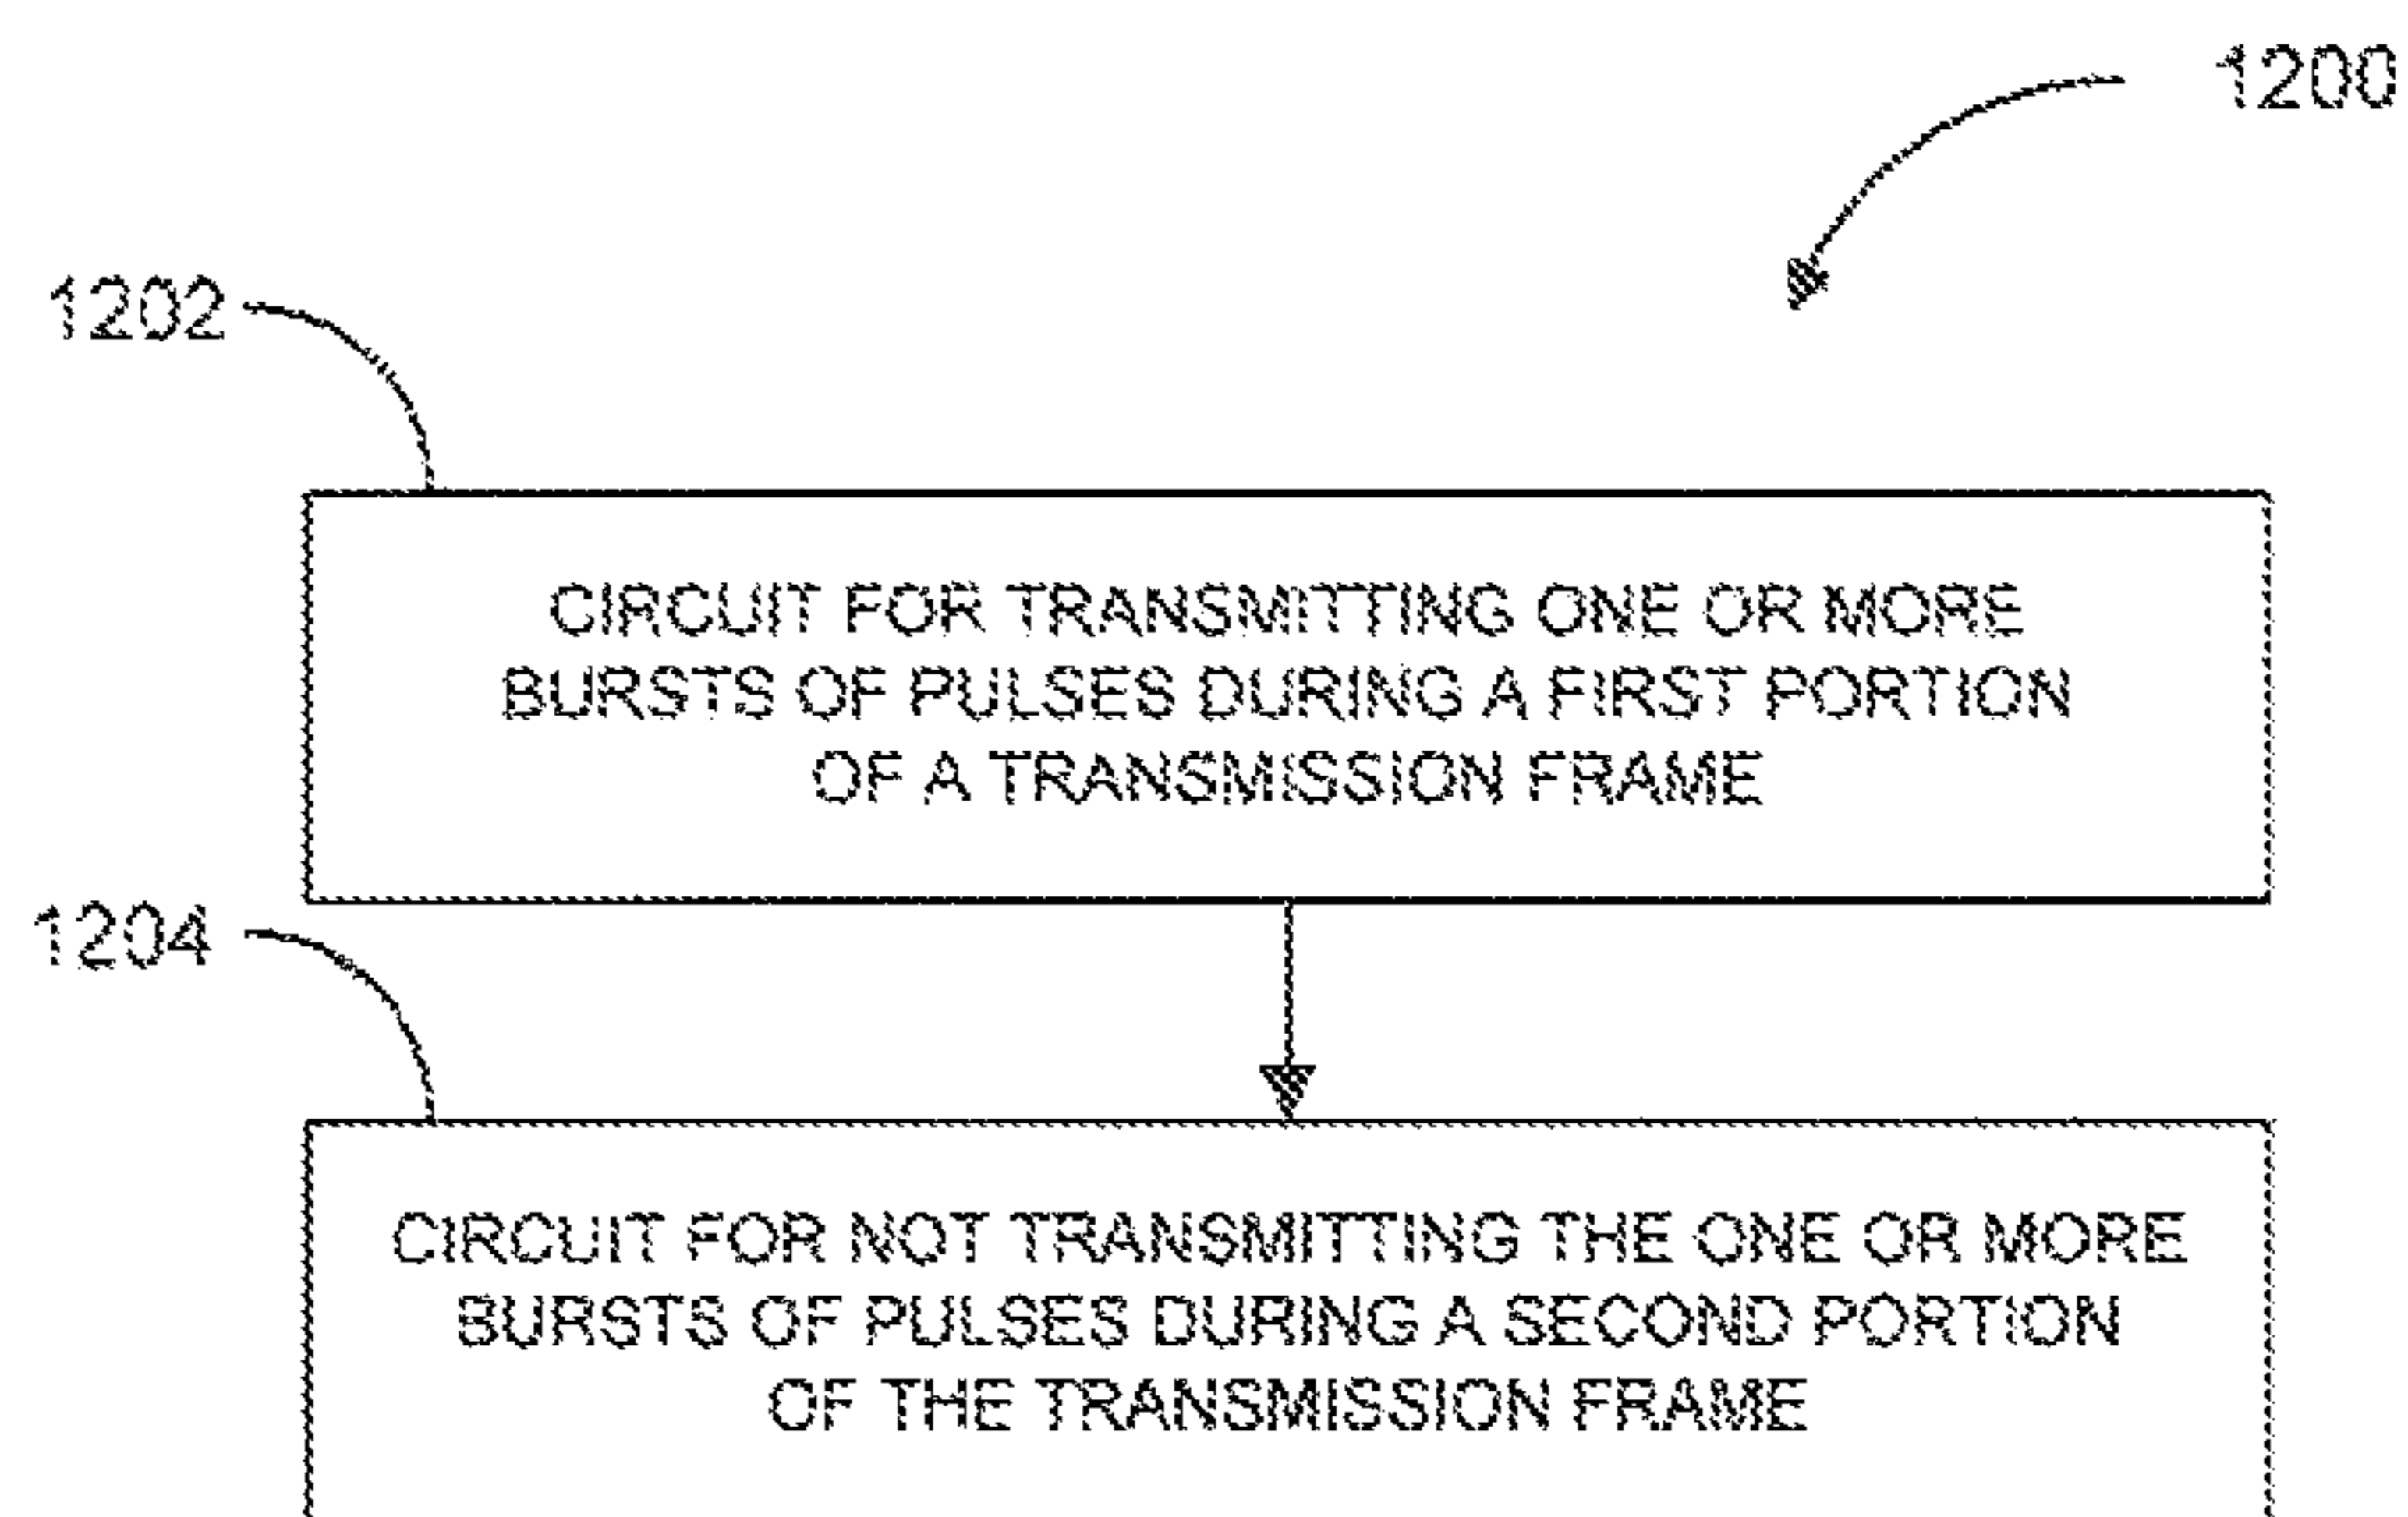 1200
1202
CIRCUIT FOR TRANSMITTING ONE OR MORE
BURSTS OF PULSES DURING A FIRST PORTION
OF A TRANSMISSION FRAME
1204
CIRCUIT FOR NOT TRANSMITTING THE ONE OR MORE
BURSTS OF PULSES DURING A SECOND PORTION
OF THE TRANSMISSION FRAME